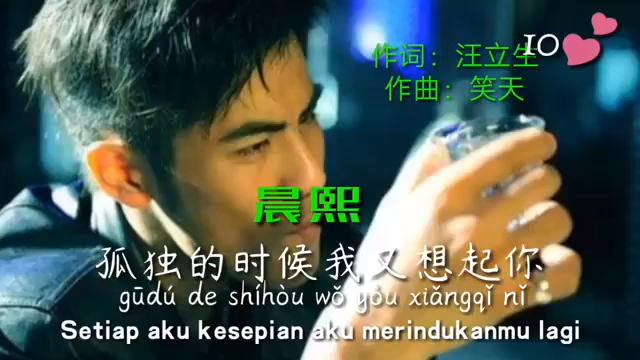 IO
作词：汪立生
作曲：笑天
晨熙
孤独的时候我又想起你
gūdú de shíhòu wǒ yòu xiǎngqǐ nǐ
Setiap aku kesepian aku merindukanmu lagi